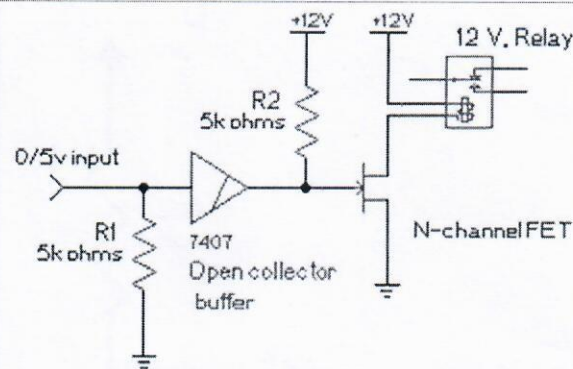 +12V
+12V
12 V. Relay
R2
5k ohms
0/5v input
R1
5k ohms
7407
Open collector
buffer
N-channel FET